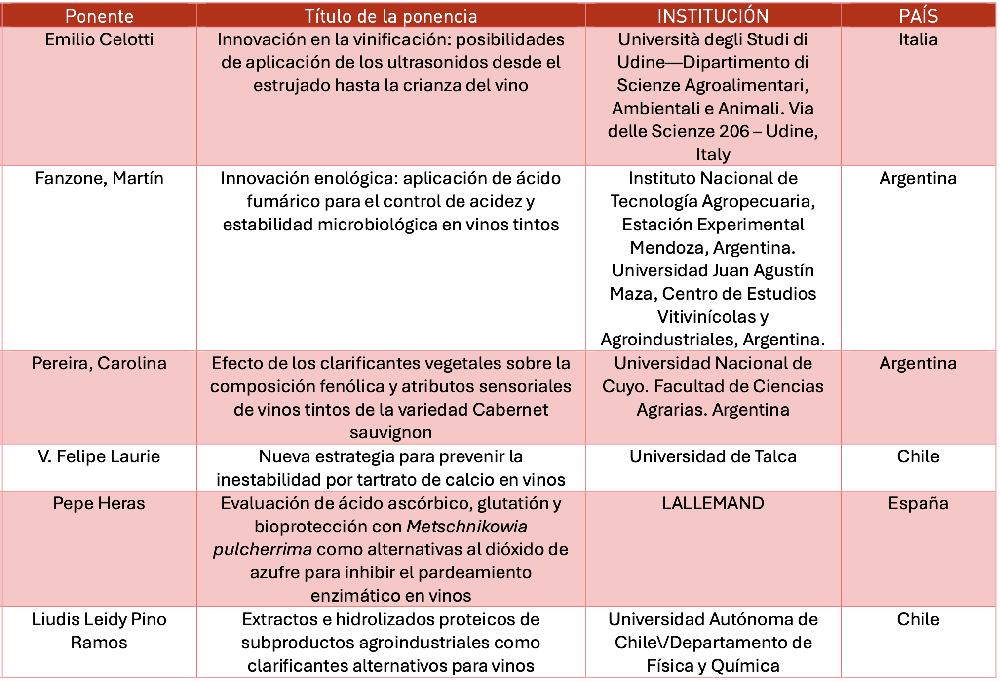 Ponente
Título de la ponencia
INSTITUCIÓN
PAÍS
Emilio Celotti
Innovación en la vinificación: posibilidades
de aplicación de los ultrasonidos desde el
estrujado hasta la crianza del vino
Università degli Studi di
Udine—Dipartimento di
Scienze Agroalimentari,
Ambientali e Animali. Via
delle Scienze 206 – Udine,
Italy
Italia
Fanzone, Martín
Innovación enológica: aplicación de ácido
fumárico para el control de acidez y
estabilidad microbiológica en vinos tintos
Instituto Nacional de
Tecnología Agropecuaria,
Estación Experimental
Mendoza, Argentina.
Universidad Juan Agustín
Maza, Centro de Estudios
Vitivinícolas y
Agroindustriales, Argentina.
Argentina
Pereira, Carolina
Efecto de los clarificantes vegetales sobre la
composición fenólica y atributos sensoriales
de vinos tintos de la variedad Cabernet
sauvignon
Universidad Nacional de
Cuyo. Facultad de Ciencias
Agrarias. Argentina
Argentina
V. Felipe Laurie
Nueva estrategia para prevenir la
inestabilidad por tartrato de calcio en vinos
Universidad de Talca
Chile
Pepe Heras
Evaluación de ácido ascórbico, glutatión y
bioprotección con Metschnikowia
pulcherrima como alternativas al dióxido de
azufre para inhibir el pardeamiento
enzimático en vinos
LALLEMAND
España
Liudis Leidy Pino
Ramos
Extractos e hidrolizados proteicos de
subproductos agroindustriales como
clarificantes alternativos para vinos
Universidad Autónoma de
Chile\/Departamento de
Física y Química
Chile